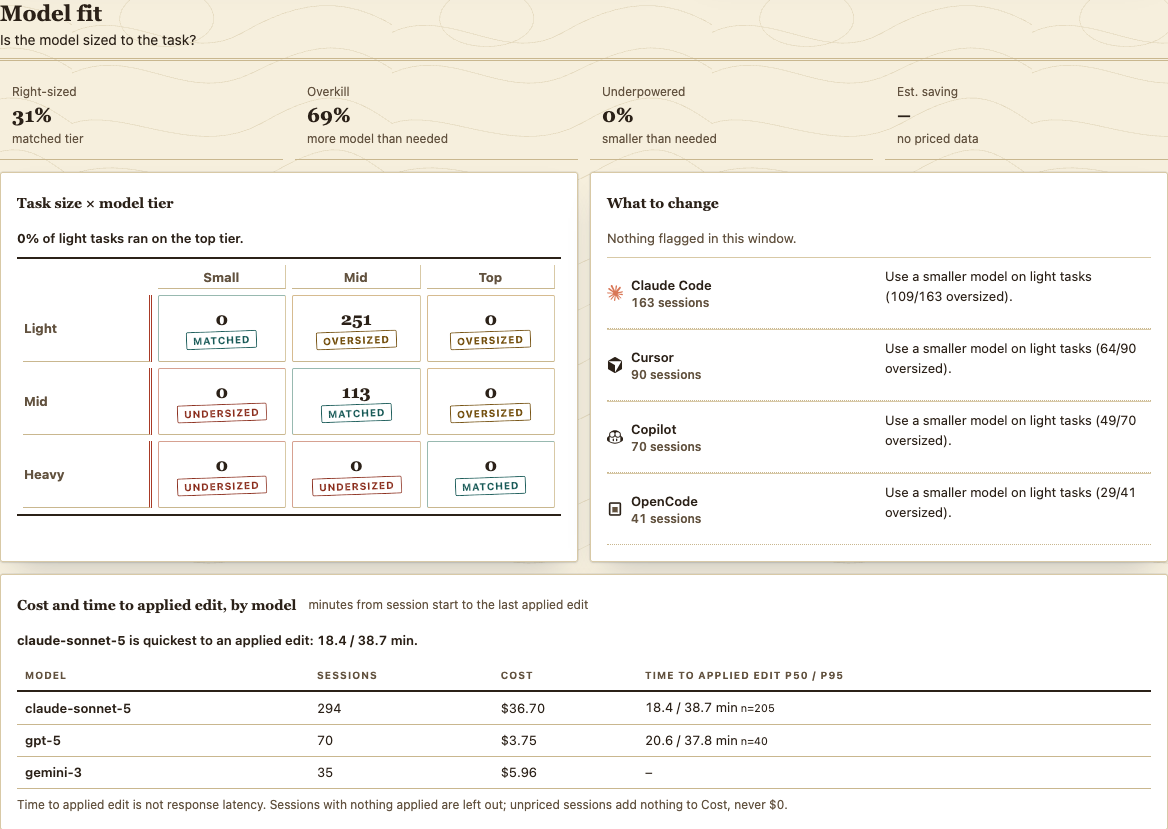 Model fit
Is the model sized to the task?
Right-sized
31%
matched tier
Overkill
69%
more model than needed
Underpowered
0%
smaller than needed
Est. saving
–
no priced data
Task size × model tier
0% of light tasks ran on the top tier.
Small Mid Top
Light
0 251 0
MATCHED OVERSIZED OVERSIZED
Mid
0 113 0
UNDERSIZED MATCHED OVERSIZED
Heavy
0 0 0
UNDERSIZED UNDERSIZED MATCHED
What to change
Nothing flagged in this window.
Claude Code
163 sessions
Use a smaller model on light tasks
(109/163 oversized).
Cursor
90 sessions
Use a smaller model on light tasks (64/90
oversized).
Copilot
70 sessions
Use a smaller model on light tasks (49/70
oversized).
OpenCode
41 sessions
Use a smaller model on light tasks (29/41
oversized).
Cost and time to applied edit, by model minutes from session start to the last applied edit
claude-sonnet-5 is quickest to an applied edit: 18.4 / 38.7 min.
MODEL SESSIONS COST TIME TO APPLIED EDIT P50 / P95
claude-sonnet-5 294 $36.70 18.4 / 38.7 min n=205
gpt-5 70 $3.75 20.6 / 37.8 min n=40
gemini-3 35 $5.96 –
Time to applied edit is not response latency. Sessions with nothing applied are left out; unpriced sessions add nothing to Cost, never $0.